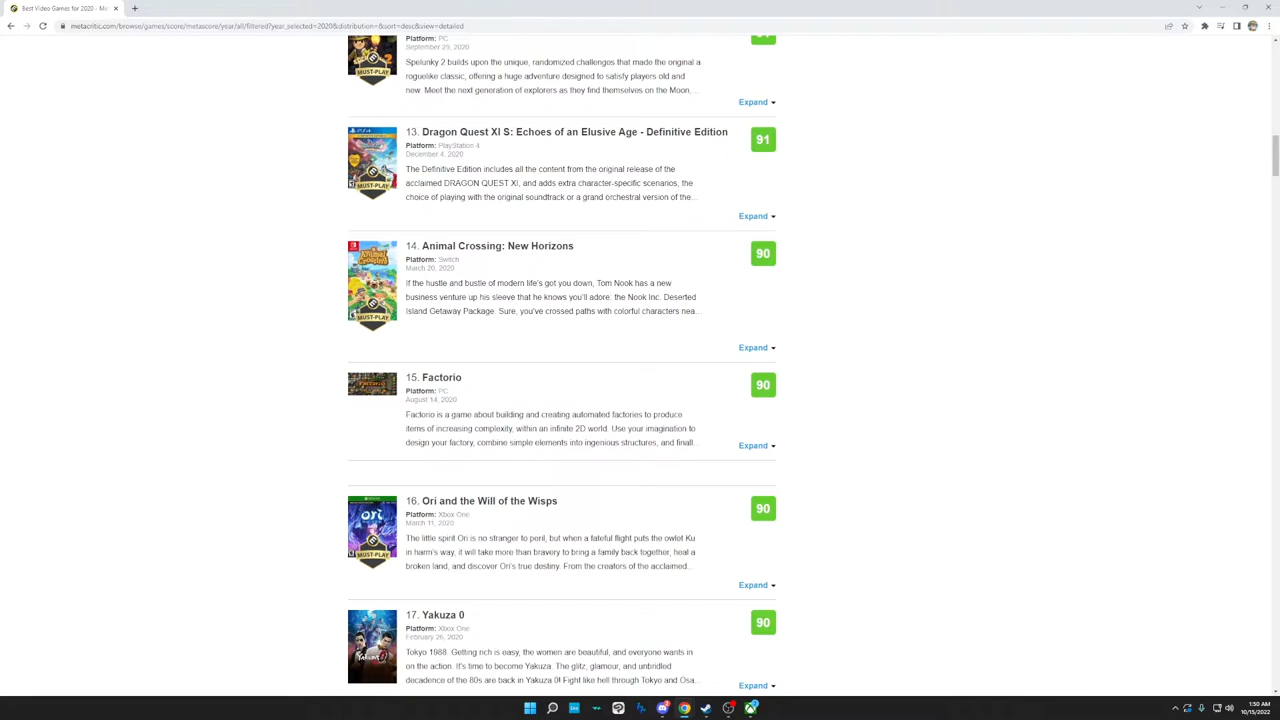 Best Video Games for 2020 - Met
metacritic.com/browse/games/score/metascore/year/all/filtered?year_selected=2020&distribution=&sort=desc&view=detailed
Platform: PC
September 29, 2020
MUST-PLAY
Spelunky 2 builds upon the unique, randomized challenges that made the original a
roguelike classic, offering a huge adventure designed to satisfy players old and
new. Meet the next generation of explorers as they find themselves on the Moon,...
Expand
13. Dragon Quest XI S: Echoes of an Elusive Age - Definitive Edition
91
Platform: PlayStation 4
December 4, 2020
PS4
MUST-PLAY
The Definitive Edition includes all the content from the original release of the
acclaimed DRAGON QUEST XI, and adds extra character-specific scenarios, the
choice of playing with the original soundtrack or a grand orchestral version of the...
Expand
14. Animal Crossing: New Horizons
90
Platform: Switch
March 20, 2020
Animal Crossing
MUST-PLAY
If the hustle and bustle of modern life's got you down, Tom Nook has a new
business venture up his sleeve that he knows you'll adore: the Nook Inc. Deserted
Island Getaway Package. Sure, you've crossed paths with colorful characters nea...
Expand
15. Factorio
90
Platform: PC
August 14, 2020
FACTORIO
Factorio is a game about building and creating automated factories to produce
items of increasing complexity, within an infinite 2D world. Use your imagination to
design your factory, combine simple elements into ingenious structures, and finall...
Expand
16. Ori and the Will of the Wisps
90
Platform: Xbox One
March 11, 2020
ori
MUST-PLAY
The little spirit Ori is no stranger to peril, but when a fateful flight puts the owlet Ku
in harm's way, it will take more than bravery to bring a family back together, heal a
broken land, and discover Ori's true destiny. From the creators of the acclaimed...
Expand
17. Yakuza 0
90
Platform: Xbox One
February 26, 2020
Yakuza 0
Tokyo 1988. Getting rich is easy, the women are beautiful, and everyone wants in
on the action. It's time to become Yakuza. The glitz, glamour, and unbridled
decadence of the 80s are back in Yakuza 0! Fight like hell through Tokyo and Osa...
Expand
1:50 AM
10/15/2022